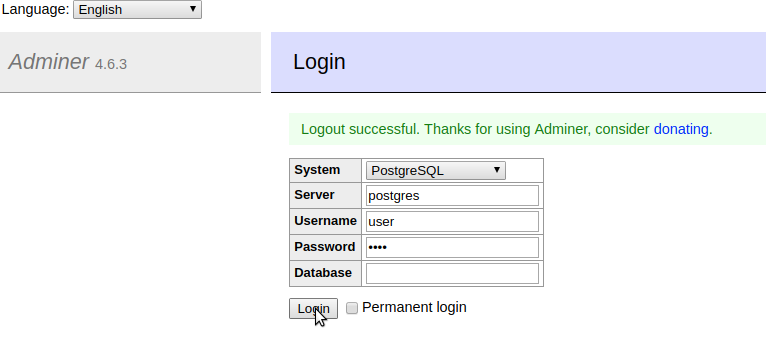 Language: English
Adminer 4.6.3
Login
Logout successful. Thanks for using Adminer, consider donating.
System PostgreSQL
Server postgres
Username user
Password ••••
Database
Login Permanent login